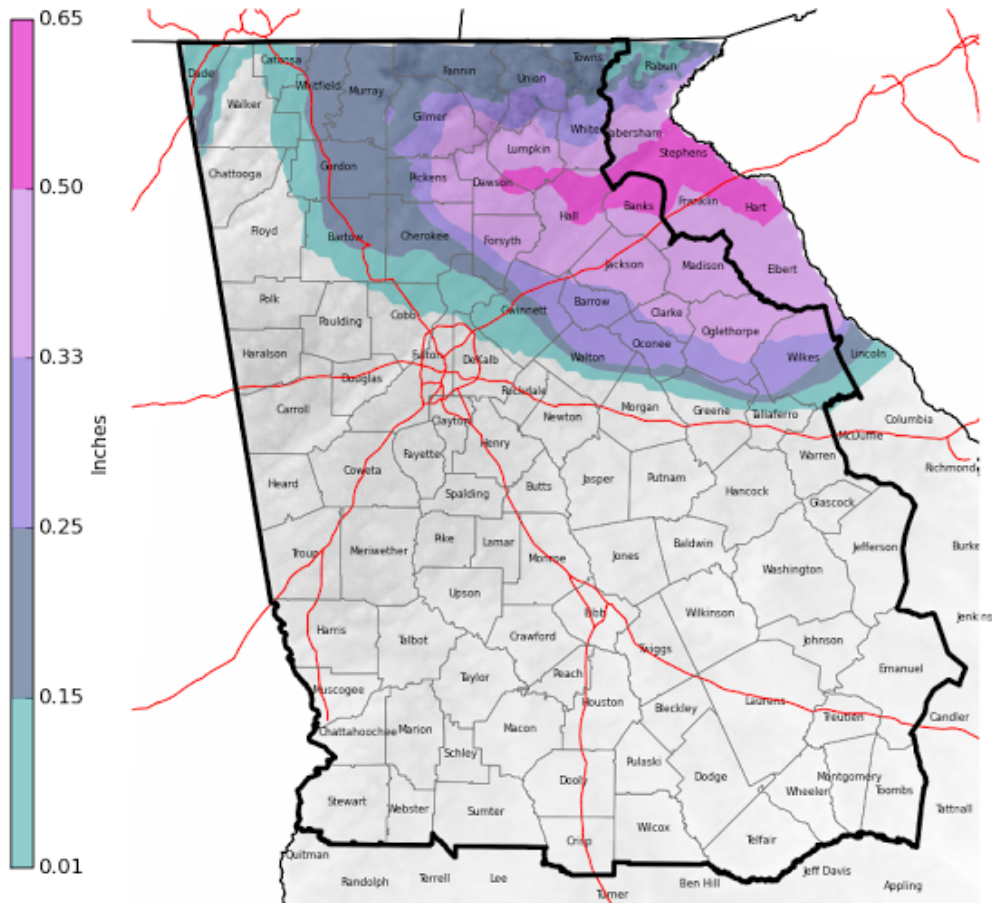 0.65
0.50
0.33
0.25
0.15
0.01
Inches
Dade
Catoosa
Whitfield
Murray
Fannin
Union
Towns
Rabun
Walker
Gilmer
White
Habersham
Chattooga
Gordon
Pickens
Lumpkin
Dawson
Stephens
Floyd
Bartow
Cherokee
Forsyth
Hall
Banks
Franklin
Hart
Polk
Paulding
Cobb
Gwinnett
Barrow
Jackson
Madison
Elbert
Haralson
Douglas
Fulton
DeKalb
Walton
Oconee
Clarke
Oglethorpe
Wilkes
Lincoln
Carroll
Clayton
Rockdale
Newton
Morgan
Greene
Taliaferro
McDuffie
Columbia
Heard
Coweta
Fayette
Henry
Spalding
Butts
Jasper
Putnam
Hancock
Warren
Glascock
Richmond
Troup
Meriwether
Pike
Lamar
Monroe
Jones
Baldwin
Washington
Jefferson
Burke
Harris
Talbot
Upson
Crawford
Bibb
Twiggs
Wilkinson
Johnson
Emanuel
Jenkins
Muscogee
Chattahoochee
Marion
Taylor
Schley
Macon
Peach
Houston
Bleckley
Laurens
Treutlen
Candler
Stewart
Webster
Sumter
Dooly
Pulaski
Dodge
Wheeler
Montgomery
Toombs
Tattnall
Crisp
Wilcox
Telfair
Quitman
Randolph
Terrell
Lee
Turner
Ben Hill
Jeff Davis
Appling